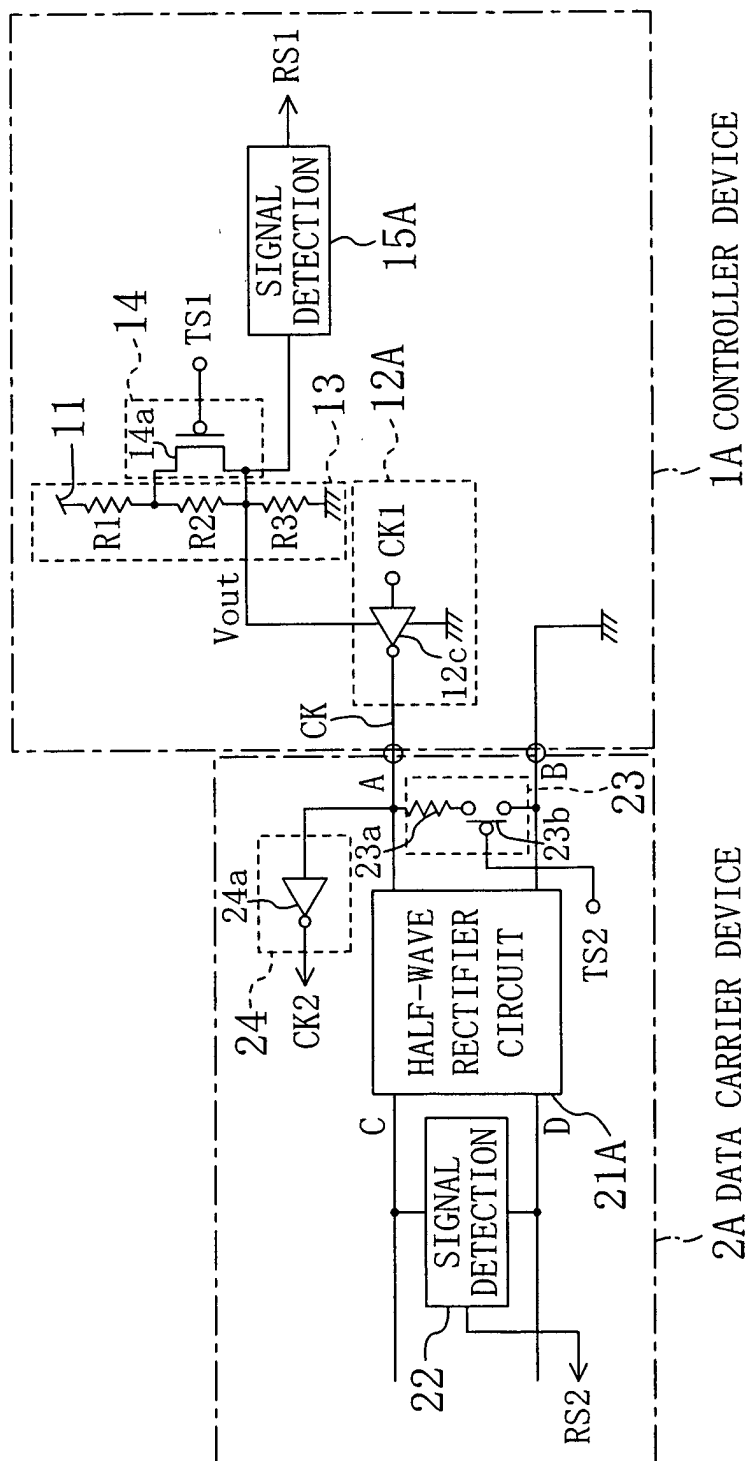 11
14
14a
TS1
R1
R2
R3
13
Vout
SIGNAL
DETECTION
RS1
15A
12A
CK1
12c
CK
1A CONTROLLER DEVICE
A
B
24a
24
CK2
23a
23b
23
TS2
HALF-WAVE
RECTIFIER
CIRCUIT
21A
C
D
SIGNAL
DETECTION
22
RS2
2A DATA CARRIER DEVICE